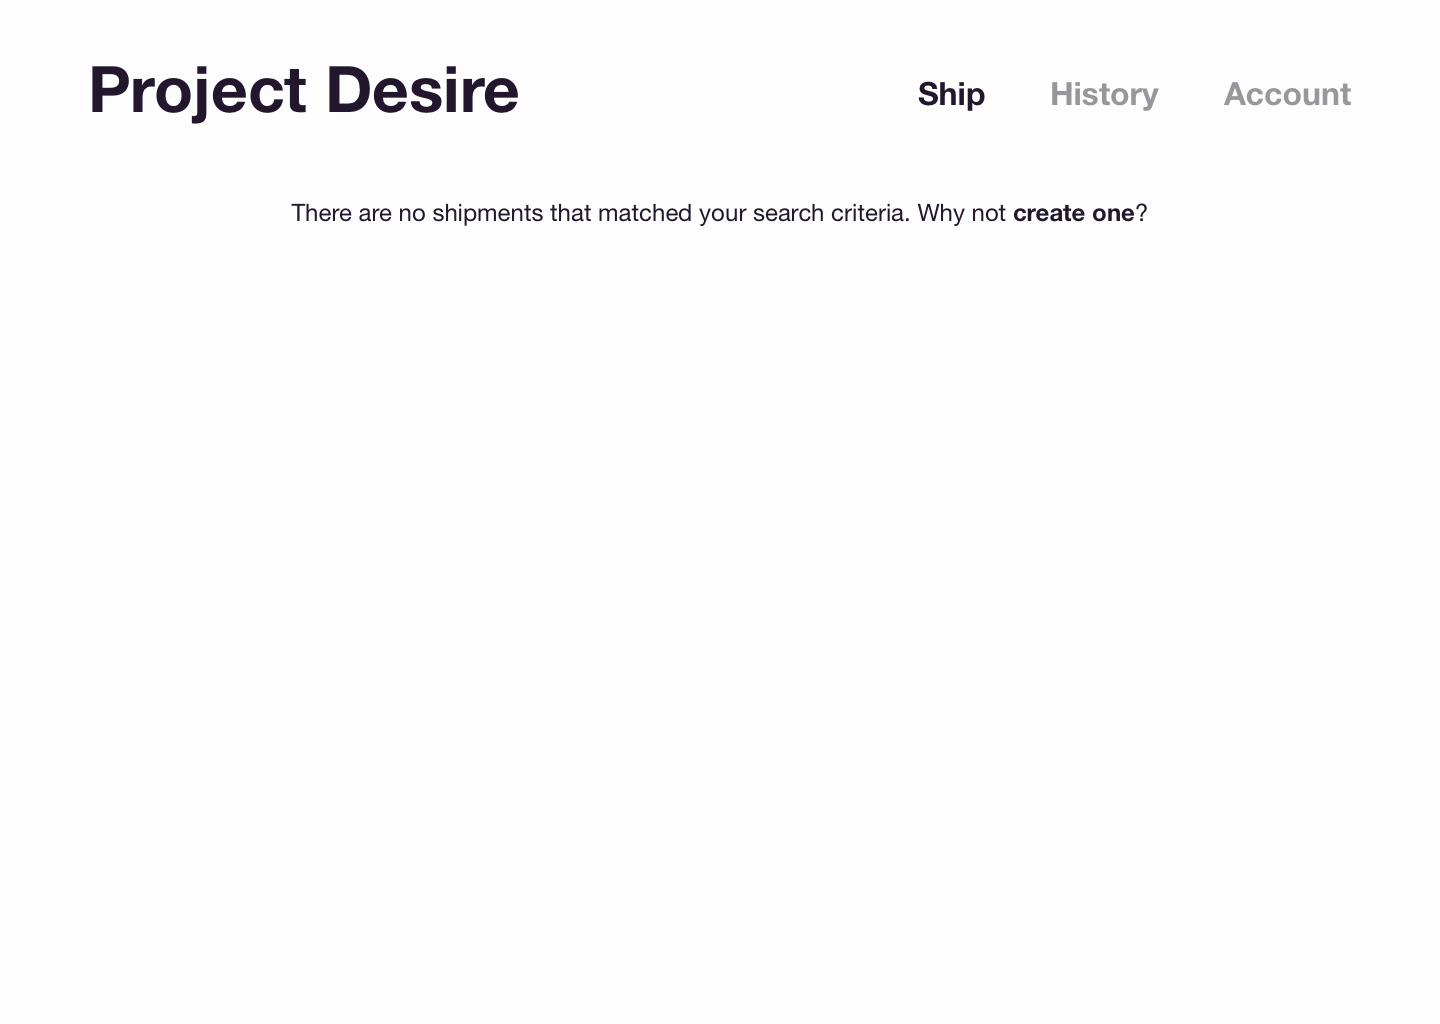 Project Desire
Ship History Account
There are no shipments that matched your search criteria. Why not create one?